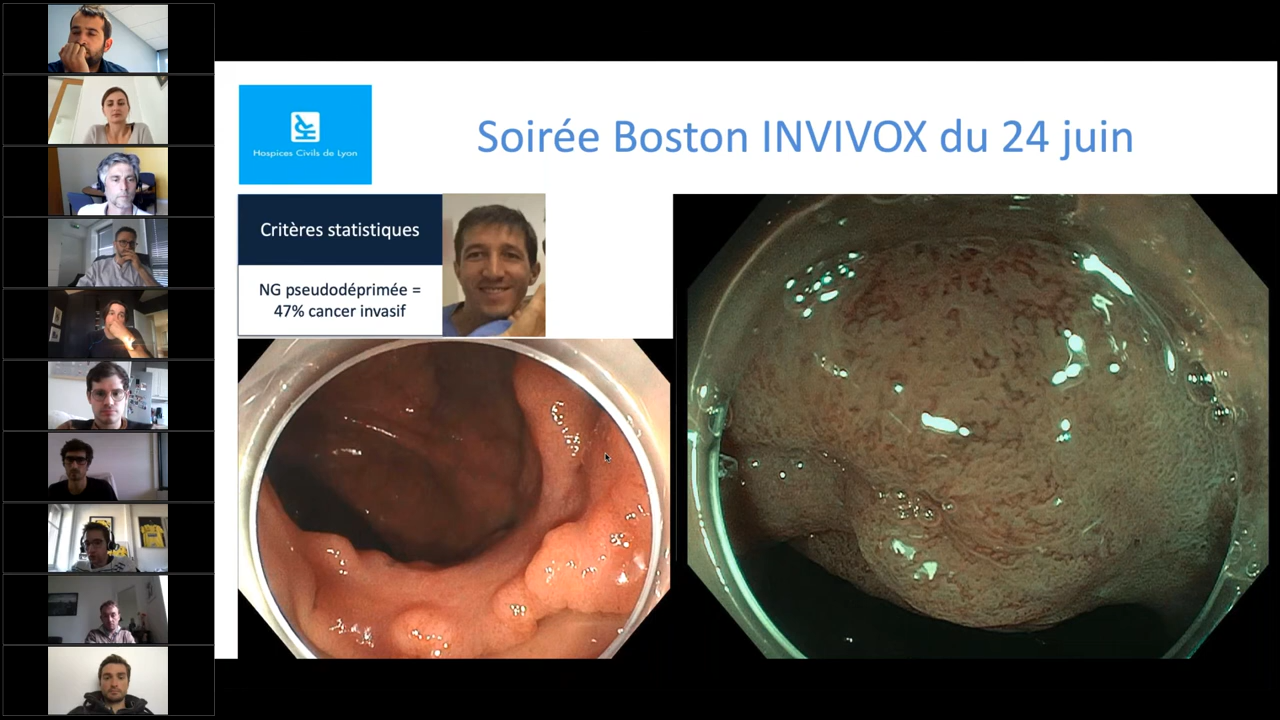 Soirée Boston INVIVOX du 24 juin
Hospices Civils de Lyon
Critères statistiques
NG pseudodéprimée =
47% cancer invasif